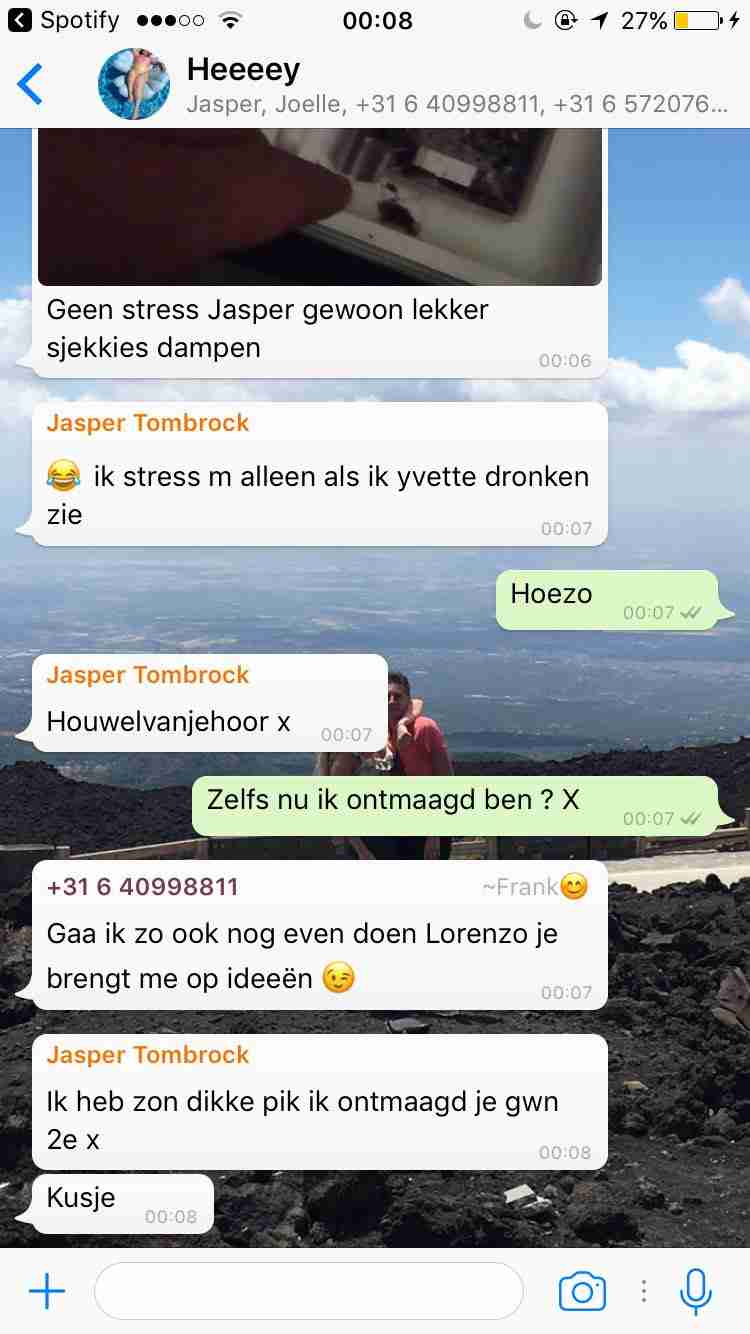 Spotify 00:08 27%
Heeeey
Jasper, Joelle, +31 6 40998811, +31 6 572076...
Geen stress Jasper gewoon lekker
sjekkies dampen
00:06
Jasper Tombrock
😂 ik stress m alleen als ik yvette dronken
zie
00:07
Hoezo
00:07
Jasper Tombrock
Houwelvanjehoor x
00:07
Zelfs nu ik ontmaagd ben ? X
00:07
+31 6 40998811 ~Frank😊
Gaa ik zo ook nog even doen Lorenzo je
brengt me op ideeën 😉
00:07
Jasper Tombrock
Ik heb zon dikke pik ik ontmaagd je gwn
2e x
00:08
Kusje
00:08